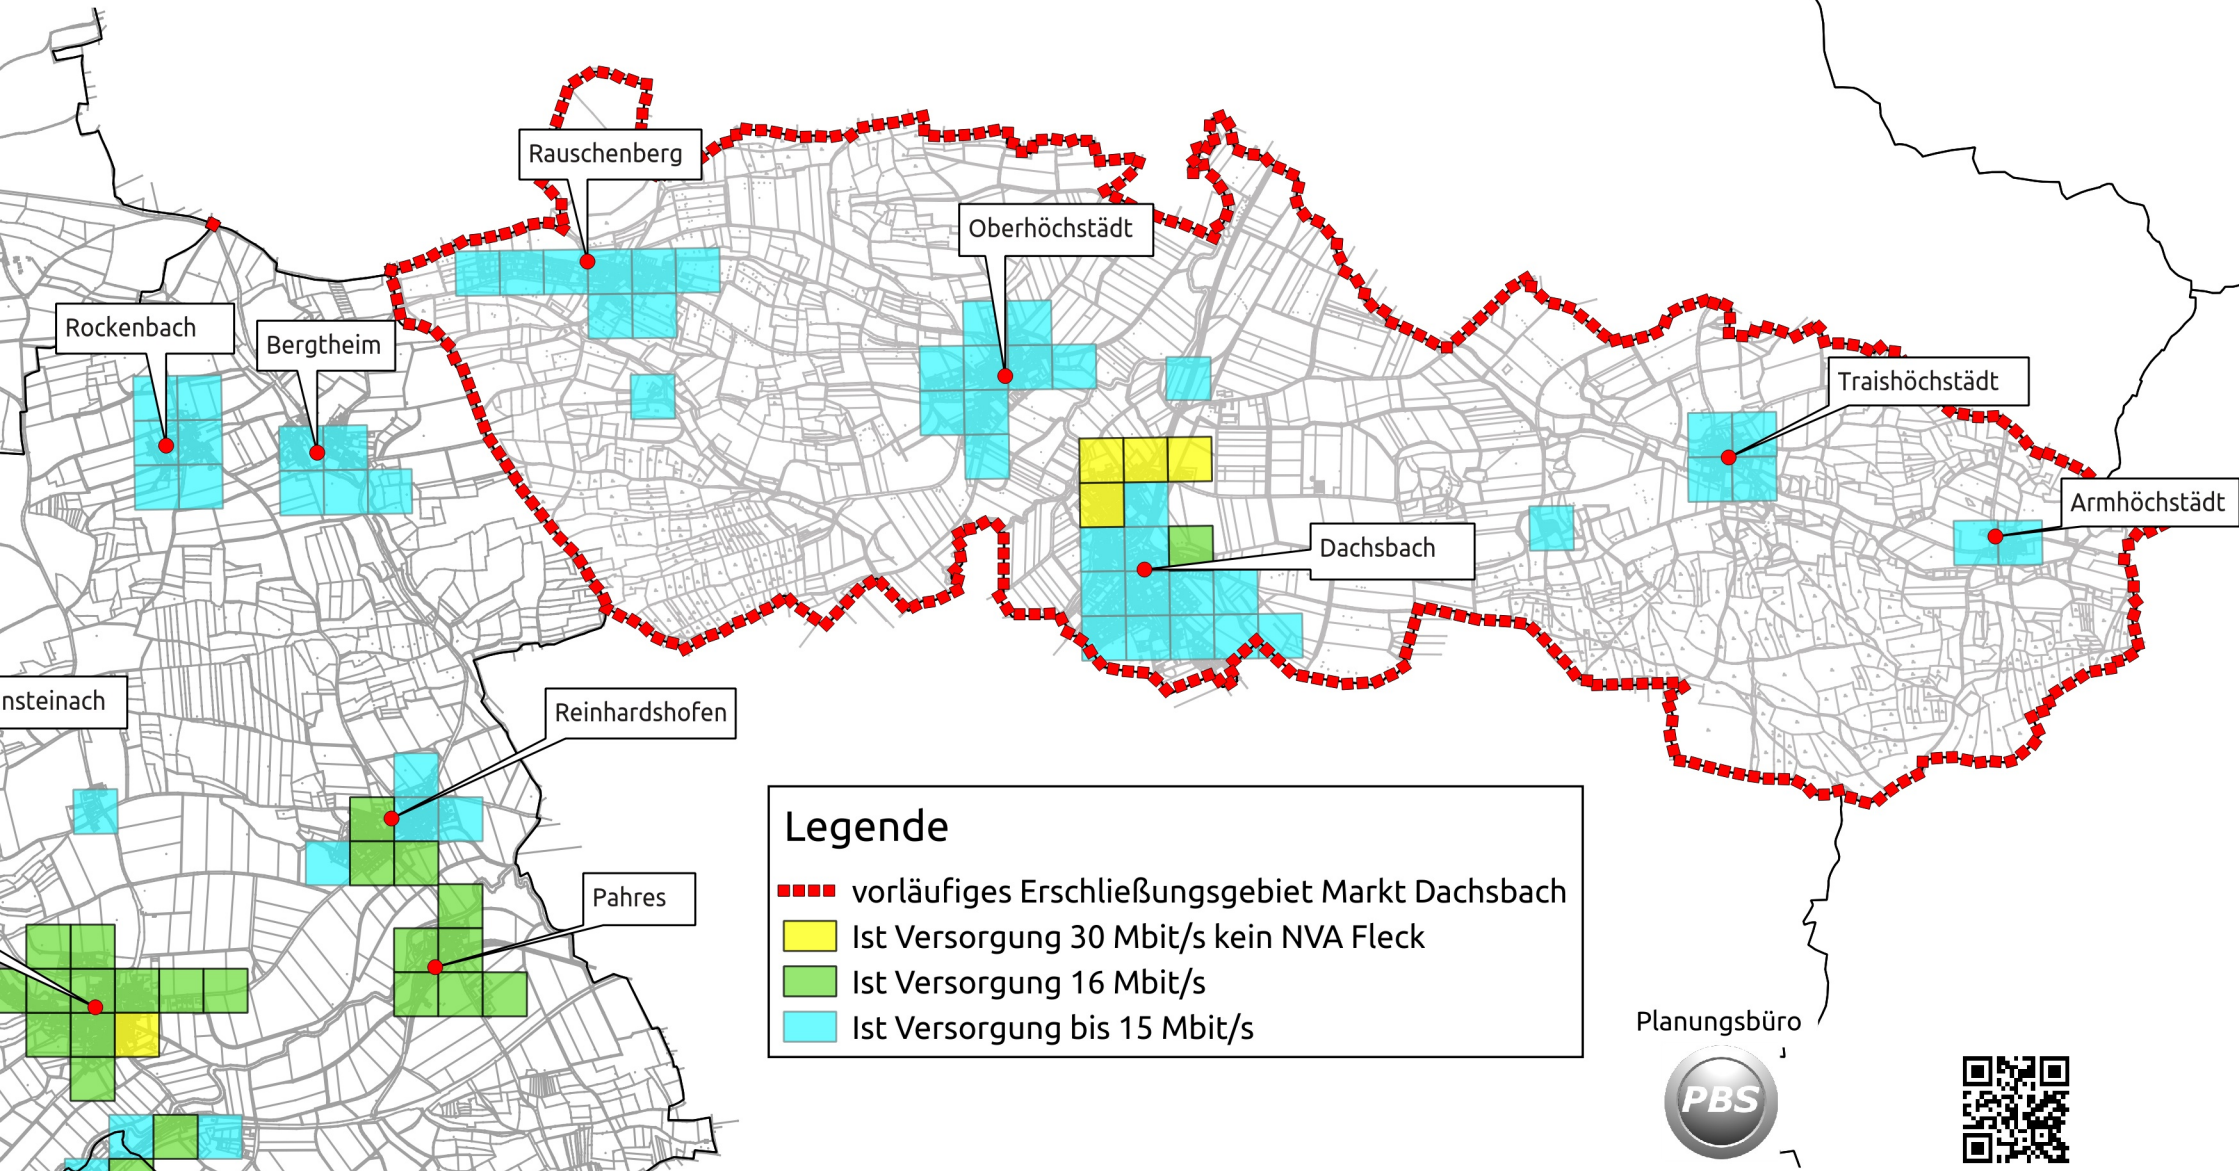 Rauschenberg
Oberhöchstädt
Rockenbach
Bergtheim
Traishöchstädt
Armhöchstädt
Dachsbach
nsteinach
Reinhardshofen
Pahres
Legende
vorläufiges Erschließungsgebiet Markt Dachsbach
Ist Versorgung 30 Mbit/s kein NVA Fleck
Ist Versorgung 16 Mbit/s
Ist Versorgung bis 15 Mbit/s
Planungsbüro
PBS